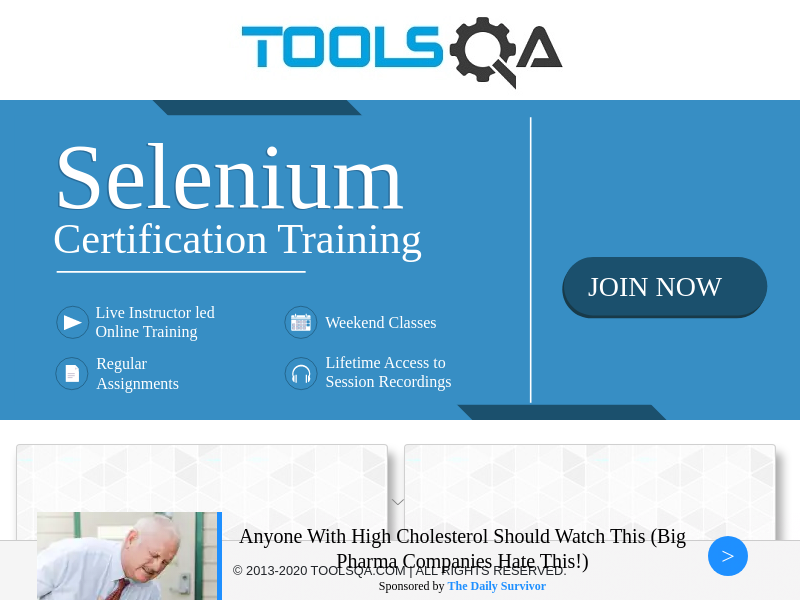 TOOLSQA
Selenium
Certification Training
Live Instructor led
Online Training
Weekend Classes
Regular
Assignments
Lifetime Access to
Session Recordings
JOIN NOW
Anyone With High Cholesterol Should Watch This (Big
Pharma Companies Hate This!)
>
© 2013-2020 TOOLSQA.COM | ALL RIGHTS RESERVED.
Sponsored by The Daily Survivor